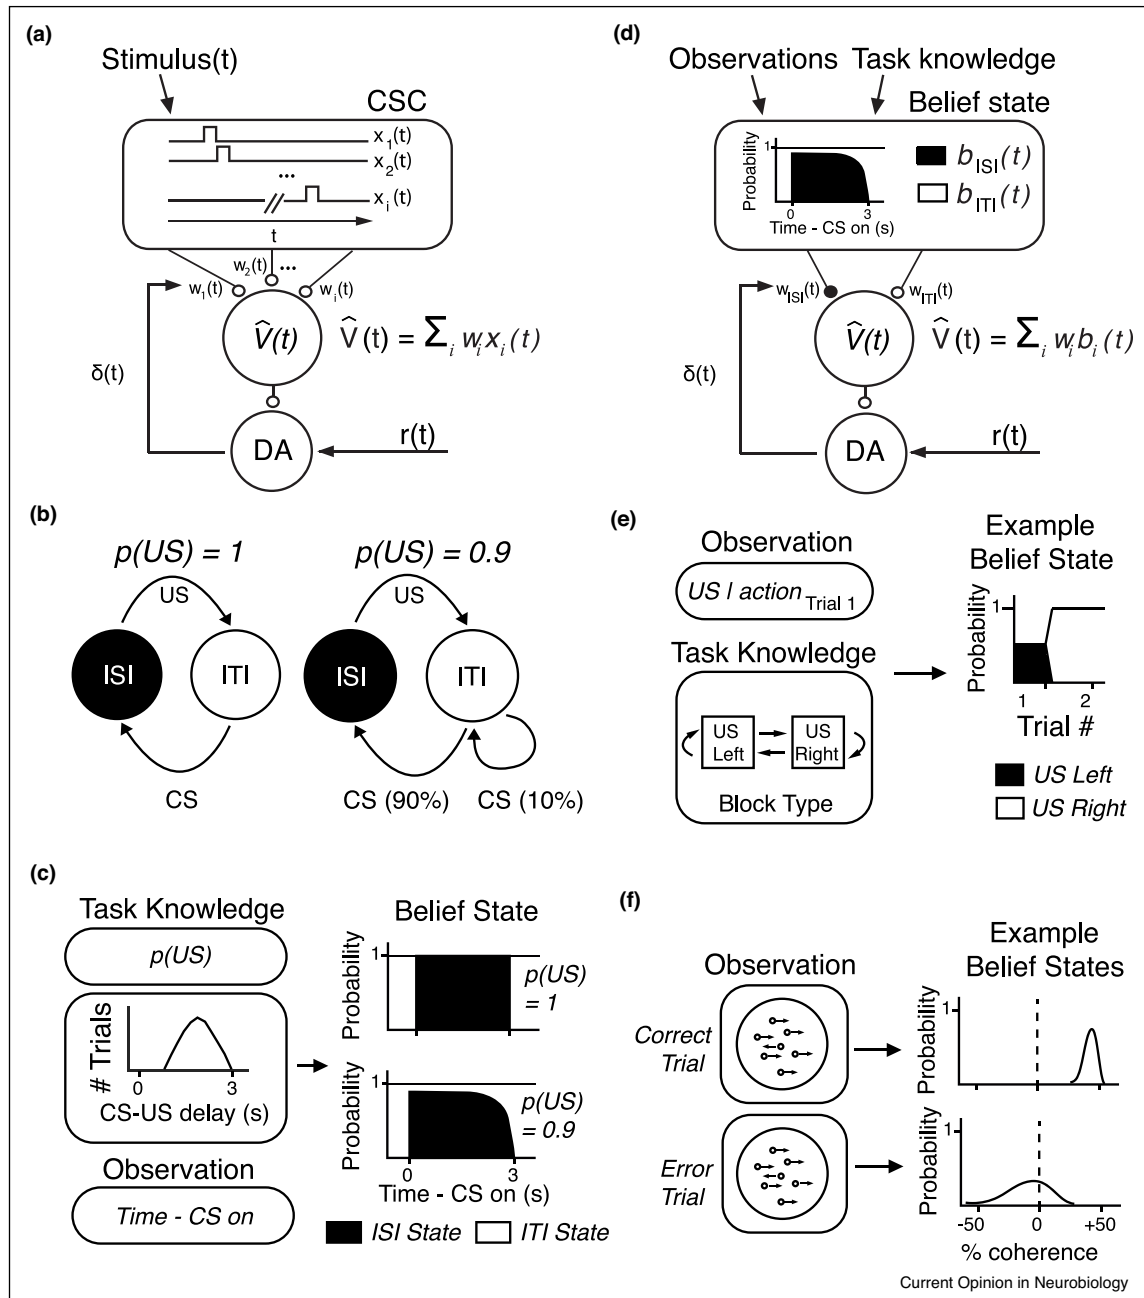 (a)
Stimulus(t)
CSC
x1(t)
x2(t)
...
xi(t)
t
w1(t)
w2(t)
...
wi(t)
V̂(t)
V̂(t) = Σi wixi(t)
δ(t)
DA
r(t)
(b)
p(US) = 1
US
ISI
ITI
CS
p(US) = 0.9
US
ISI
ITI
CS (90%)
CS (10%)
(c)
Task Knowledge
p(US)
# Trials
0
3
CS-US delay (s)
Observation
Time - CS on
Belief State
Probability
1
p(US)
= 1
Probability
1
p(US)
= 0.9
0
3
Time - CS on (s)
ISI State
ITI State
(d)
Observations
Task knowledge
Belief state
Probability
1
0
3
Time - CS on (s)
bISI(t)
bITI(t)
wISI(t)
wITI(t)
V̂(t)
V̂(t) = Σi wibi(t)
δ(t)
DA
r(t)
(e)
Observation
US | action Trial 1
Task Knowledge
US
Left
US
Right
Block Type
Example
Belief State
Probability
1
1
2
Trial #
US Left
US Right
(f)
Observation
Correct
Trial
Error
Trial
Example
Belief States
Probability
1
Probability
1
-50
0
+50
% coherence
Current Opinion in Neurobiology